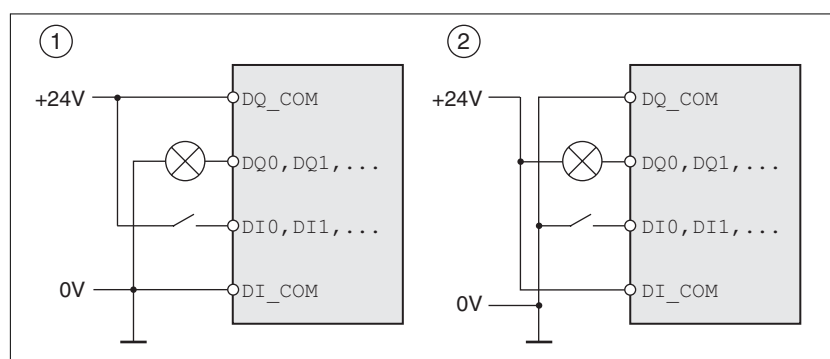 1
+24V
DQ_COM
DQ0,DQ1,...
DI0,DI1,...
0V
DI_COM
2
+24V
DQ_COM
DQ0,DQ1,...
DI0,DI1,...
0V
DI_COM